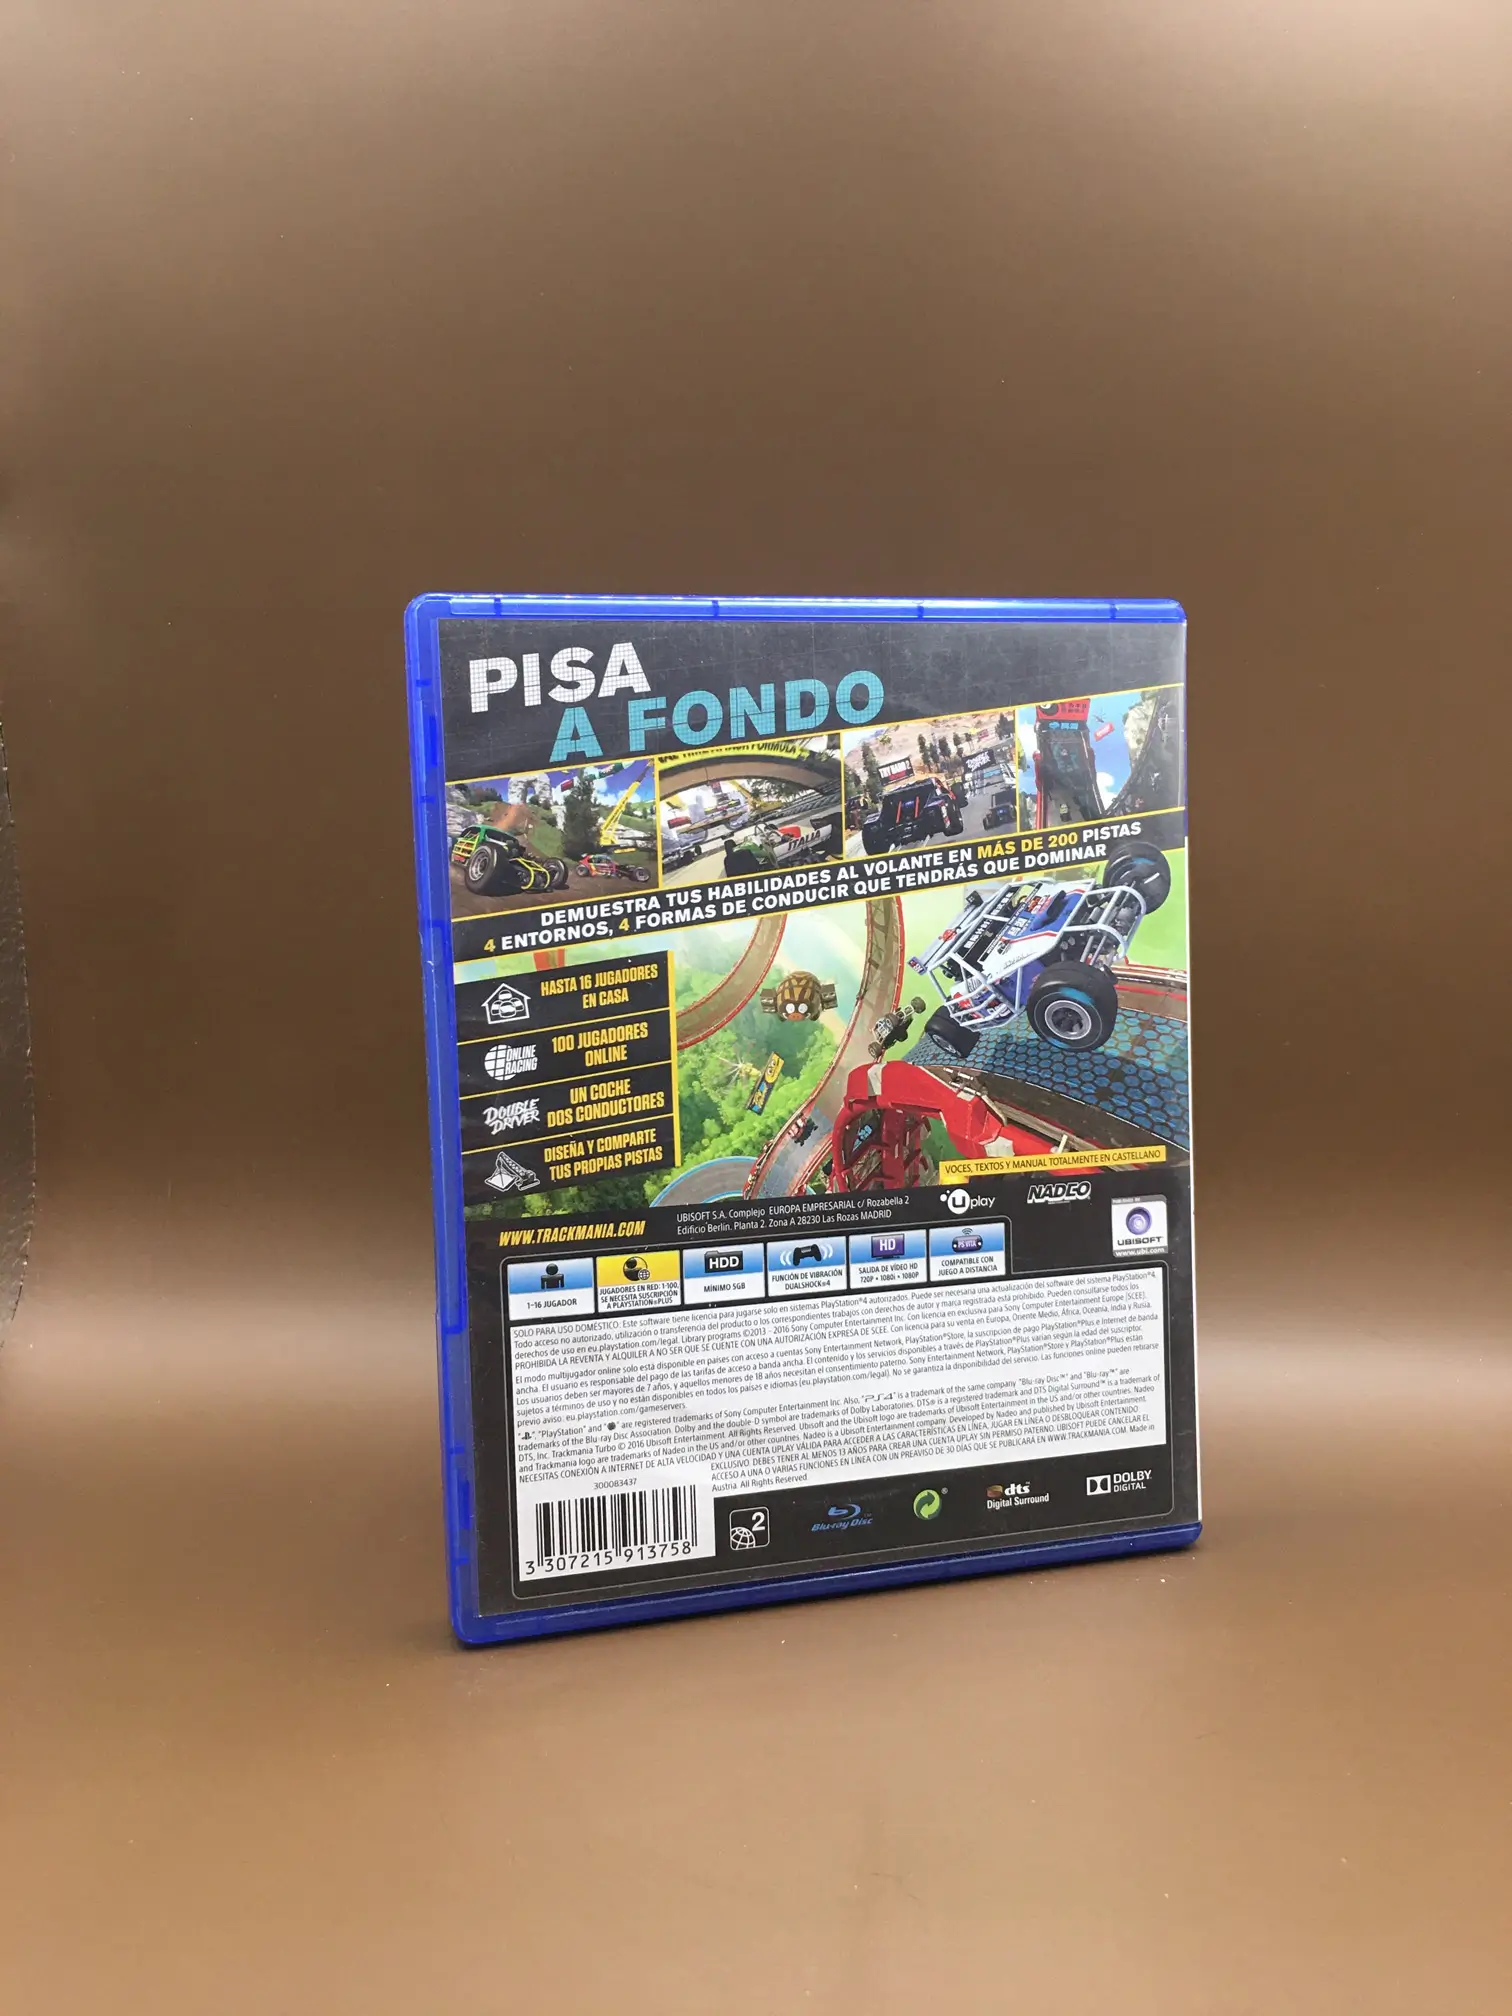 PISA
A FONDO
ITALIA
DEMUESTRA TUS HABILIDADES AL VOLANTE EN MÁS DE 200 PISTAS
4 ENTORNOS, 4 FORMAS DE CONDUCIR QUE TENDRÁS QUE DOMINAR
HASTA 16 JUGADORES
EN CASA
ONLINE
RACING
100 JUGADORES
ONLINE
DOUBLE
DRIVER
UN COCHE
DOS CONDUCTORES
DISEÑA Y COMPARTE
TUS PROPIAS PISTAS
VOCES, TEXTOS Y MANUAL TOTALMENTE EN CASTELLANO
WWW.TRACKMANIA.COM
UBISOFT S.A. Complejo EUROPA EMPRESARIAL c/ Rozabella 2
Edificio Berlin. Planta 2. Zona A 28230 Las Rozas MADRID
uplay
NADEO
UBISOFT
www.ubi.com
1-16 JUGADOR
JUGADORES EN RED: 1-100,
SE NECESITA SUSCRIPCIÓN
A PLAYSTATION®PLUS
HDD
MÍNIMO 5GB
FUNCIÓN DE VIBRACIÓN
DUALSHOCK®4
HD
SALIDA DE VÍDEO HD
720P • 1080i • 1080P
PS VITA
COMPATIBLE CON
JUEGO A DISTANCIA
SOLO PARA USO DOMÉSTICO: Este software tiene licencia para jugarse solo en sistemas PlayStation®4 autorizados. Puede ser necesaria una actualización del software del sistema PlayStation®4.
Todo acceso no autorizado, utilización o transferencia del producto o los correspondientes trabajados con derechos de autor y marca registrada está prohibido. Pueden consultarse todos los
derechos de uso en eu.playstation.com/legal. Library programs ©2013 - 2016 Sony Computer Entertainment Inc. Con licencia en exclusiva para Sony Computer Entertainment Europe (SCEE).
PROHIBIDA LA REVENTA Y ALQUILER A NO SER QUE SE CUENTE CON UNA AUTORIZACIÓN EXPRESA DE SCEE. Con licencia para su venta en Europa, Oriente Medio, África, Oceanía, India y Rusia.
El modo multijugador online solo está disponible en países con acceso a cuentas Sony Entertainment Network, PlayStation®Store, la suscripción de pago PlayStation®Plus e Internet de banda
ancha. El usuario es responsable del pago de las tarifas de acceso a banda ancha. El contenido y los servicios disponibles a través de PlayStation®Plus varían según la edad del suscriptor.
Los usuarios deben ser mayores de 7 años, y aquellos menores de 18 años necesitan el consentimiento paterno. Sony Entertainment Network, PlayStation®Store y PlayStation®Plus están
sujetos a términos de uso y no están disponibles en todos los países e idiomas (eu.playstation.com/legal). No se garantiza la disponibilidad del servicio. Las funciones online pueden retirarse
previo aviso: eu.playstation.com/gameservers.
"PlayStation" and are registered trademarks of Sony Computer Entertainment Inc. Also, "PS4" is a trademark of the same company. "Blu-ray Disc™" and "Blu-ray™" are
trademarks of the Blu-ray Disc Association. Dolby and the double-D symbol are trademarks of Dolby Laboratories. DTS® is a registered trademark and DTS Digital Surround™ is a trademark of
DTS, Inc. Trackmania Turbo © 2016 Ubisoft Entertainment. All Rights Reserved. Ubisoft and the Ubisoft logo are trademarks of Ubisoft Entertainment in the US and/or other countries. Nadeo
and Trackmania logo are trademarks of Nadeo in the US and/or other countries. Nadeo is a Ubisoft Entertainment company. Developed by Nadeo and published by Ubisoft Entertainment.
NECESITAS CONEXIÓN A INTERNET DE ALTA VELOCIDAD Y UNA CUENTA UPLAY VÁLIDA PARA ACCEDER A LAS CARACTERÍSTICAS EN LÍNEA, JUGAR EN LÍNEA O DESBLOQUEAR CONTENIDO
EXCLUSIVO. DEBES TENER AL MENOS 13 AÑOS PARA CREAR UNA CUENTA UPLAY SIN PERMISO PATERNO. UBISOFT PUEDE CANCELAR EL
ACCESO A UNA O VARIAS FUNCIONES EN LÍNEA CON UN PREAVISO DE 30 DÍAS QUE SE PUBLICARÁ EN WWW.TRACKMANIA.COM. Made in
Austria. All Rights Reserved.
300083437
3 307215 913758
2
Blu-ray Disc
dts
Digital Surround
DOLBY
DIGITAL